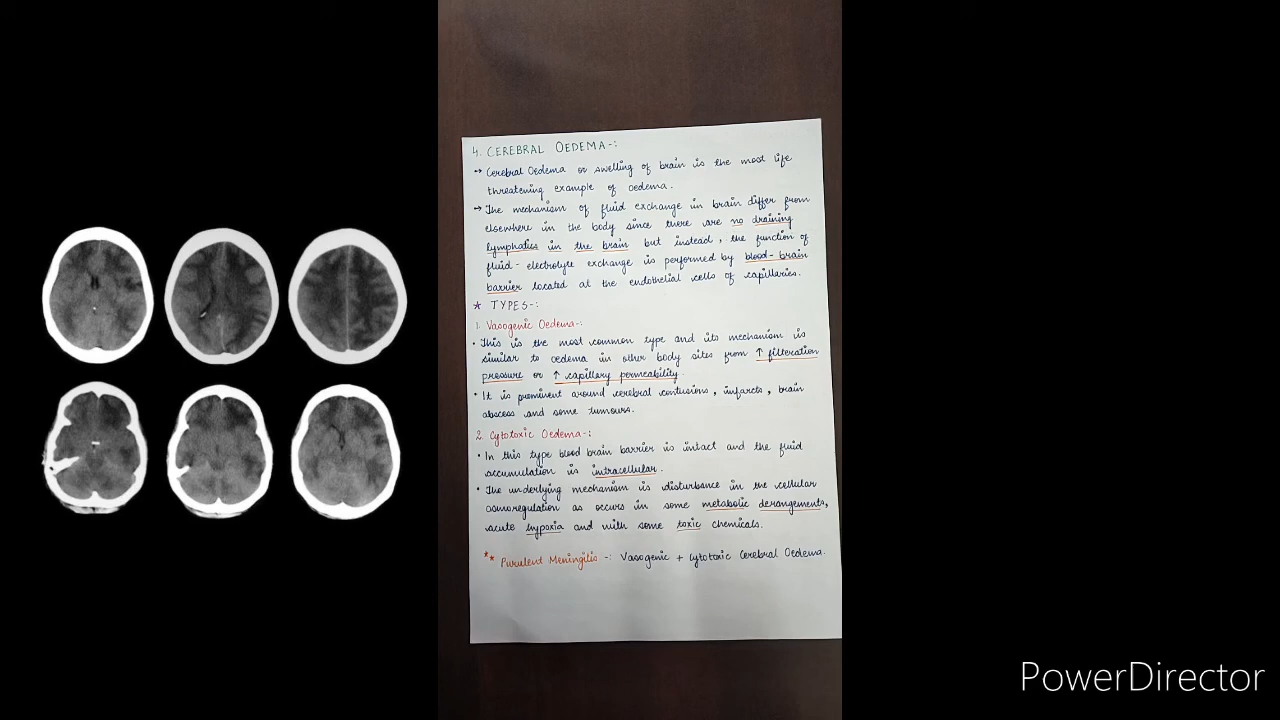 4. CEREBRAL OEDEMA-:
→ Cerebral Oedema or swelling of brain is the most life
threatening example of oedema.
→ The mechanism of fluid exchange in brain differ from
elsewhere in the body since there are no draining
lymphatics in the brain but instead, the function of
fluid-electrolyte exchange is performed by blood-brain
barrier located at the endothelial cells of capillaries.
* TYPES-:
1. Vasogenic Oedema-:
• This is the most common type and its mechanism is
similar to oedema in other body sites from ↑ filteration
pressure or ↑ capillary permeability.
• It is prominent around cerebral contusions, infarcts, brain
abscess and some tumours.
2. Cytotoxic Oedema-:
• In this type blood brain barrier is intact and the fluid
accumulation is intracellular.
• The underlying mechanism is disturbance in the cellular
osmoregulation as occurs in some metabolic derangements,
acute hypoxia and with some toxic chemicals.
** Purulent Meningitis -: Vasogenic + Cytotoxic Cerebral Oedema.
PowerDirector